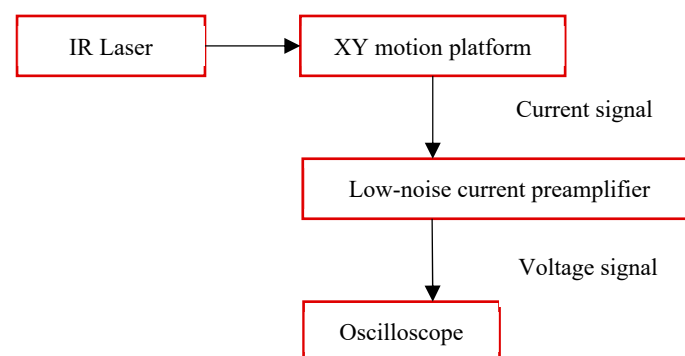 IR Laser
XY motion platform
Current signal
Low-noise current preamplifier
Voltage signal
Oscilloscope